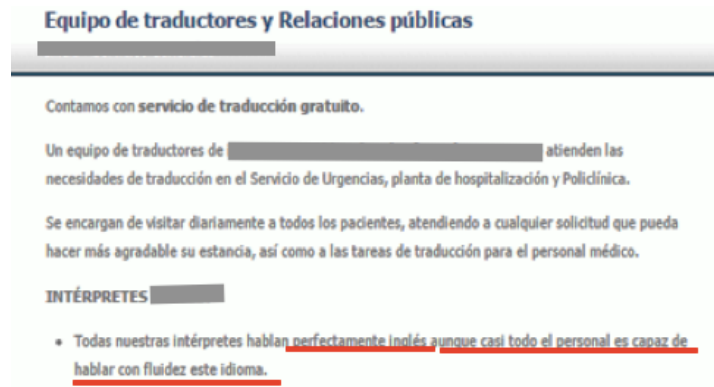 Equipo de traductores y Relaciones públicas
Contamos con servicio de traducción gratuito.
Un equipo de traductores de atienden las
necesidades de traducción en el Servicio de Urgencias, planta de hospitalización y Policlínica.
Se encargan de visitar diariamente a todos los pacientes, atendiendo a cualquier solicitud que pueda
hacer más agradable su estancia, así como a las tareas de traducción para el personal médico.
INTÉRPRETES
• Todas nuestras intérpretes hablan perfectamente inglés aunque casi todo el personal es capaz de
hablar con fluidez este idioma.